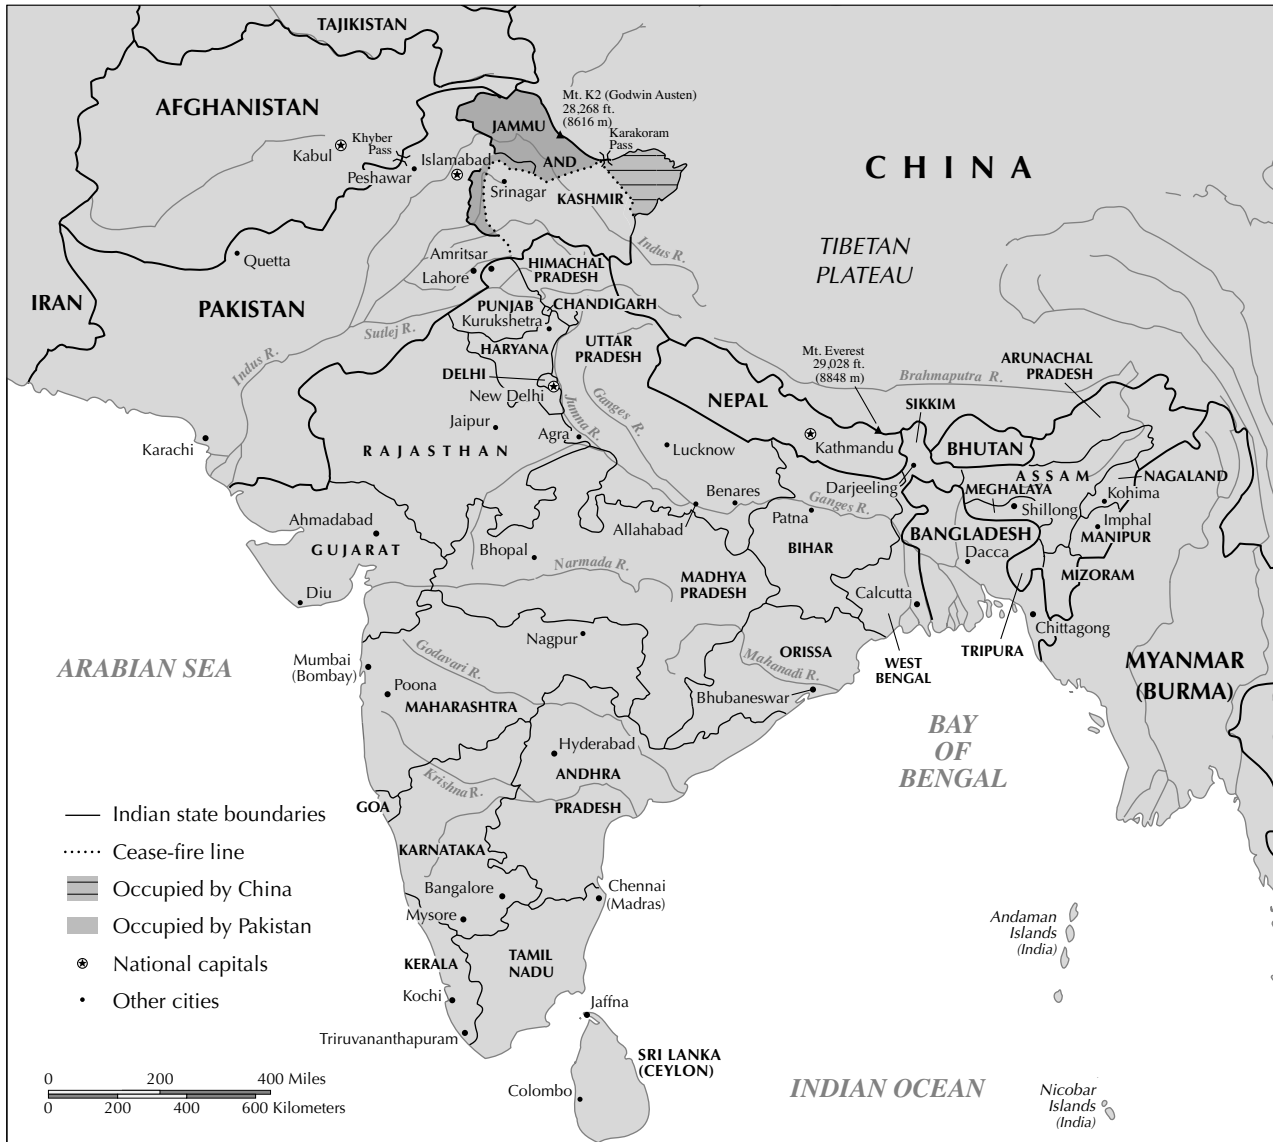 TAJIKISTAN
AFGHANISTAN
Mt. K2 (Godwin Austen)
28,268 ft.
(8616 m)
JAMMU
AND
KASHMIR
Karakoram
Pass
Khyber
Pass
Kabul
Islamabad
Peshawar
Srinagar
CHINA
TIBETAN
PLATEAU
Indus R.
Quetta
Amritsar
Lahore
HIMACHAL
PRADESH
IRAN
PAKISTAN
PUNJAB
CHANDIGARH
Kurukshetra
Sutlej R.
Indus R.
HARYANA
UTTAR
PRADESH
DELHI
New Delhi
Mt. Everest
29,028 ft.
(8848 m)
ARUNACHAL
PRADESH
Brahmaputra R.
NEPAL
SIKKIM
Jumna R.
Ganges R.
Jaipur
Agra
Lucknow
Kathmandu
BHUTAN
Karachi
RAJASTHAN
ASSAM
NAGALAND
Darjeeling
MEGHALAYA
Kohima
Benares
Ganges R.
Shillong
Allahabad
Patna
Imphal
MANIPUR
Ahmadabad
GUJARAT
Bhopal
BIHAR
BANGLADESH
Dacca
Narmada R.
MADHYA
PRADESH
MIZORAM
Diu
Calcutta
Chittagong
Nagpur
ORISSA
TRIPURA
Mumbai
(Bombay)
ARABIAN SEA
Godavari R.
Mahanadi R.
WEST
BENGAL
MYANMAR
(BURMA)
Poona
MAHARASHTRA
Bhubaneswar
BAY
OF
BENGAL
Hyderabad
ANDHRA
PRADESH
Krishna R.
GOA
KARNATAKA
Bangalore
Chennai
(Madras)
Mysore
Andaman
Islands
(India)
KERALA
TAMIL
NADU
Kochi
Jaffna
Triruvananthapuram
SRI LANKA
(CEYLON)
Colombo
INDIAN OCEAN
Nicobar
Islands
(India)
Indian state boundaries
Cease-fire line
Occupied by China
Occupied by Pakistan
National capitals
Other cities
0 200 400 Miles
0 200 400 600 Kilometers